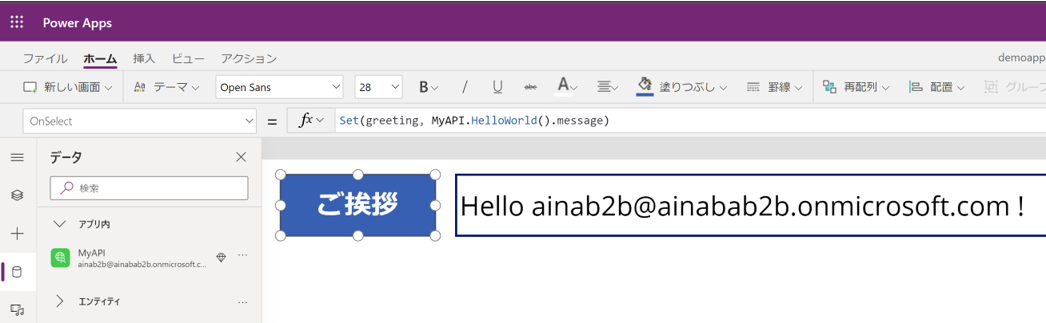 Power Apps
ファイル ホーム 挿入 ビュー アクション demoapp
新しい画面 テーマ Open Sans 28 B / U abc A 塗りつぶし 罫線 再配列 配置 グループ
OnSelect = fx Set(greeting, MyAPI.HelloWorld().message)
データ
検索
アプリ内
MyAPI
ainab2b@ainabab2b.onmicrosoft.c...
エンティティ
ご挨拶
Hello ainab2b@ainabab2b.onmicrosoft.com !